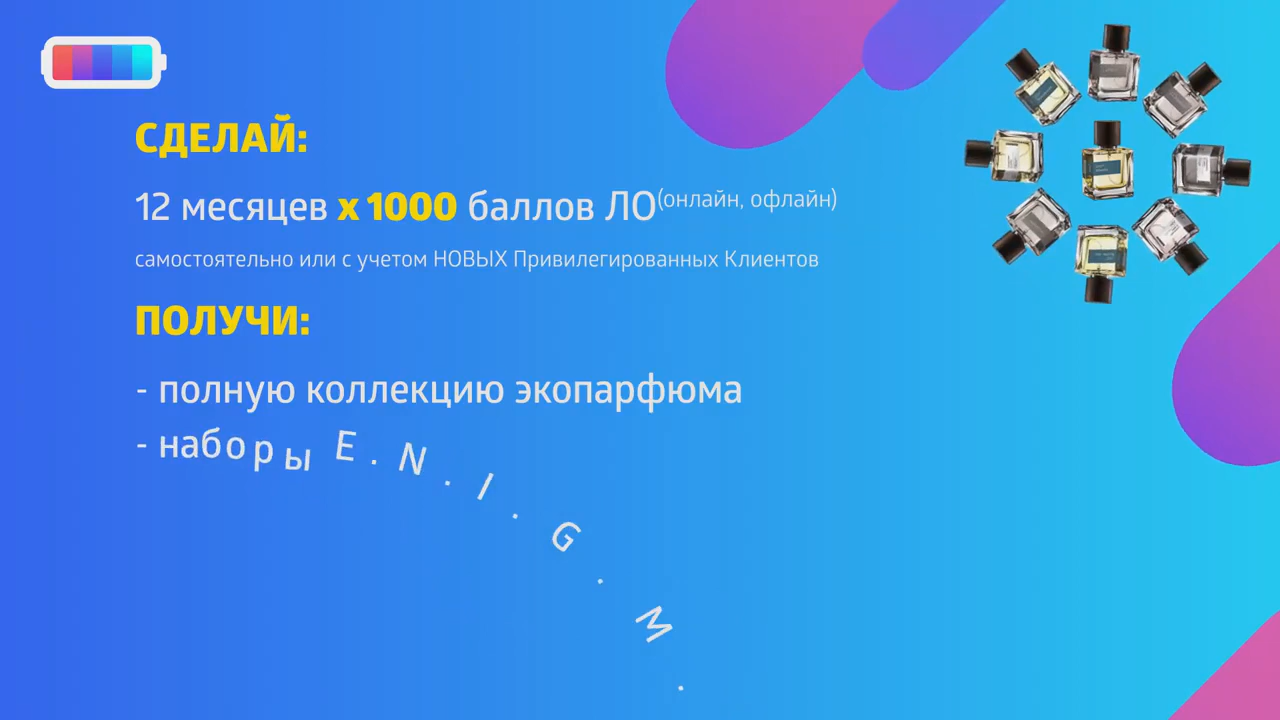 СДЕЛАЙ:
12 месяцев х 1000 баллов ЛО(онлайн, офлайн)
самостоятельно или с учетом НОВЫХ Привилегированных Клиентов
ПОЛУЧИ:
- полную коллекцию экопарфюма
- наборы E.N.I.G.M.